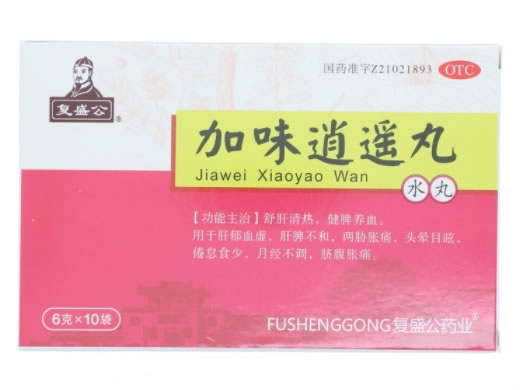 国药准字Z21021893 OTC
复盛公®
加味逍遥丸
Jiawei Xiaoyao Wan
水丸
【功能主治】舒肝清热，健脾养血。
用于肝郁血虚，肝脾不和，两胁胀痛，头晕目眩，
倦怠食少，月经不调，脐腹胀痛。
6克×10袋
FUSHENGGONG复盛公药业®